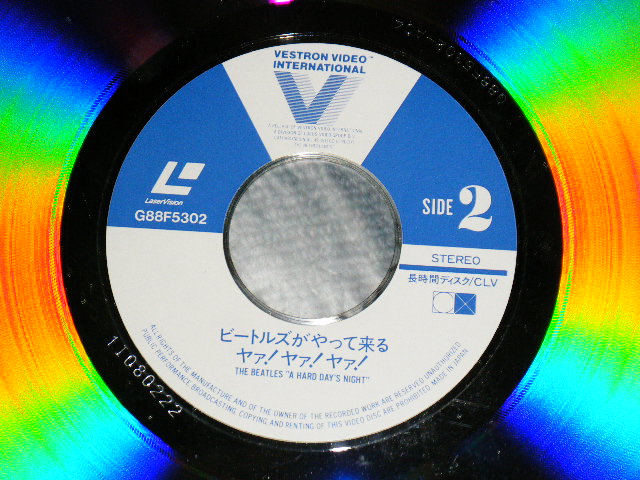 VESTRON VIDEO™
INTERNATIONAL
LaserVision
G88F5302
SIDE 2
STEREO
長時間ディスク/CLV
ビートルズがやって来る
ヤァ!ヤァ!ヤァ!
THE BEATLES "A HARD DAY'S NIGHT"
ALL RIGHTS OF THE MANUFACTURE AND OF THE OWNER OF THE RECORDED WORK ARE RESERVED. UNAUTHORIZED
PUBLIC PERFORMANCE, BROADCASTING, COPYING AND RENTING OF THIS VIDEO DISC ARE PROHIBITED. MADE IN JAPAN.
11080222